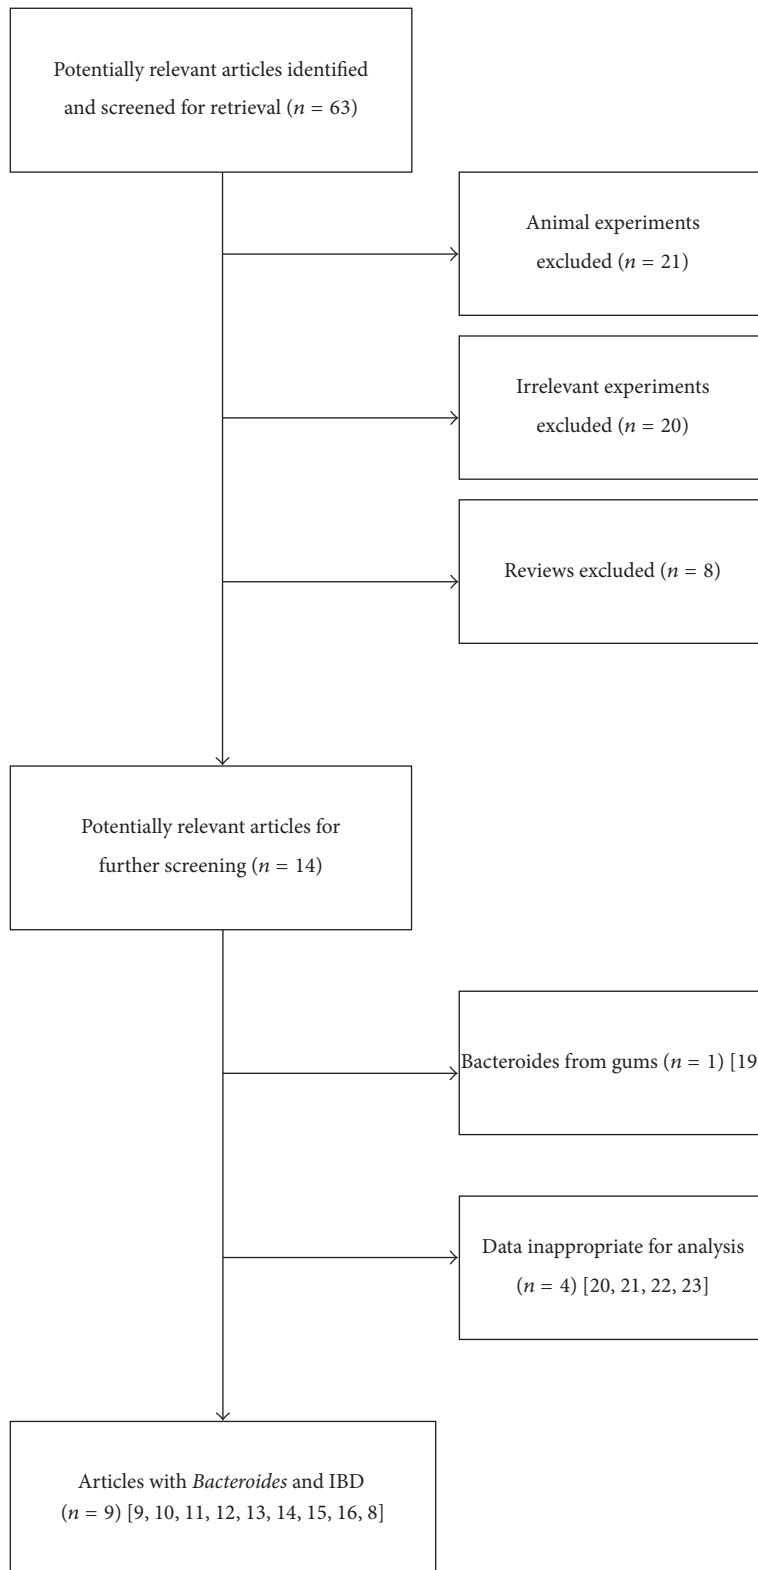 Potentially relevant articles identified
and screened for retrieval (n = 63)
Animal experiments
excluded (n = 21)
Irrelevant experiments
excluded (n = 20)
Reviews excluded (n = 8)
Potentially relevant articles for
further screening (n = 14)
Bacteroides from gums (n = 1) [19
Data inappropriate for analysis
(n = 4) [20, 21, 22, 23]
Articles with Bacteroides and IBD
(n = 9) [9, 10, 11, 12, 13, 14, 15, 16, 8]